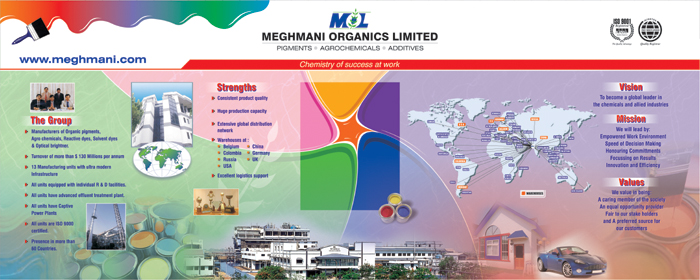 MOL
MEGHMANI ORGANICS LIMITED
PIGMENTS AGROCHEMICALS ADDITIVES
ISO 9001
www.meghmani.com
Chemistry of success at work
The Group
Manufacturers of Organic pigments,
Agro chemicals, Reactive dyes, Solvent dyes
& Optical brightner.
Turnover of more than $ 130 Millions per annum
13 Manufacturing units with ultra modern
Infrastructure
All units equipped with individual R & D facilities.
All units have advanced effluent treatment plant.
All units have Captive
Power Plants
All units are ISO 9000
certified.
Presence in more than
60 Countries.
Strengths
Consistent product quality
Huge production capacity
Extensive global distribution
network
Warehouses at :
Belgium China
Colombia Germany
Russia UK
USA
Excellent logistics support
WAREHOUSES
Vision
To become a global leader in
the chemicals and allied industries
Mission
We will lead by:
Empowered Work Environment
Speed of Decision Making
Honouring Commitments
Focussing on Results
Innovation and Efficiency
Values
We value in being
A caring member of the society
An equal opportunity provider
Fair to our stake holders
and A preferred source for
our customers